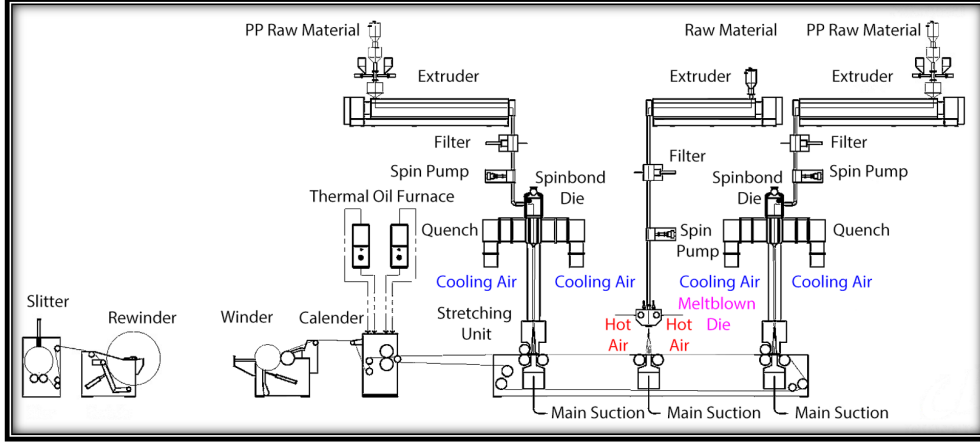 PP Raw Material
Raw Material
PP Raw Material
Extruder
Extruder
Extruder
Filter
Filter
Filter
Spin Pump
Spinbond
Die
Spinbond
Die
Spin Pump
Thermal Oil Furnace
Quench
Spin
Pump
Quench
Cooling Air
Cooling Air
Cooling Air
Cooling Air
Slitter
Rewinder
Winder
Calender
Stretching
Unit
Meltblown
Die
Hot
Air
Hot
Air
Main Suction
Main Suction
Main Suction